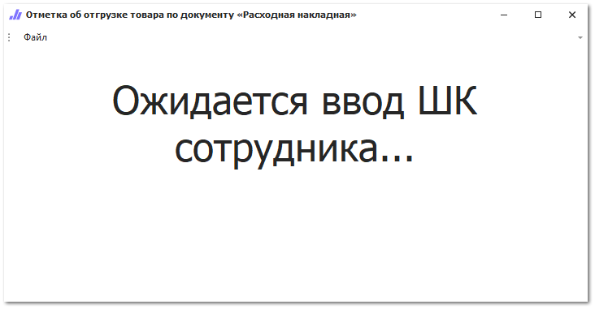 Отметка об отгрузке товара по документу «Расходная накладная»
Файл
Ожидается ввод ШК
сотрудника...